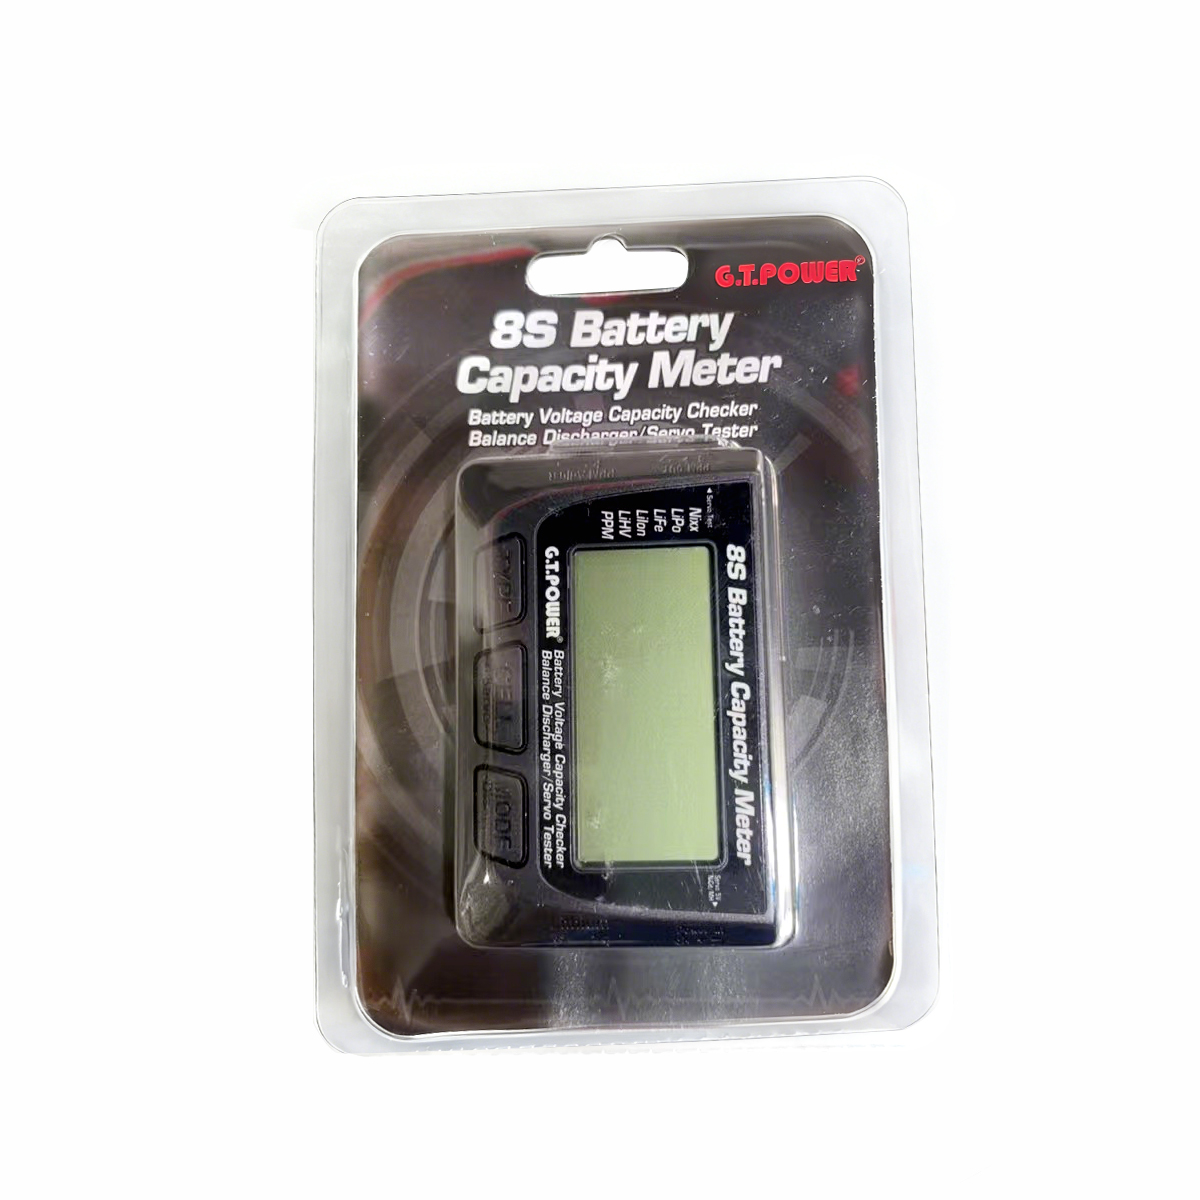 G.T.POWER®
8S Battery
Capacity Meter
Battery Voltage Capacity Checker
Balance Discharger/Servo Tester
◄ Servo Test
Nixx
LiPo
LiFe
LiIon
LiHV
PPM
8S Battery Capacity Meter
G.T.POWER®
Battery Voltage Capacity Checker
Balance Discharger/Servo Tester
TYPE
CELL
MODE